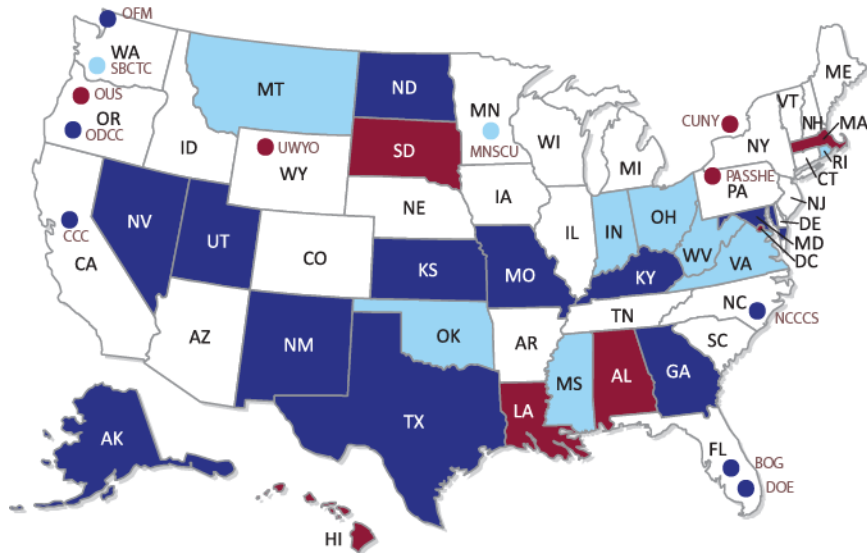 OFM
WA
SBCTC
MT
ND
MN
MNSCU
ME
VT
NH
MA
OUS
OR
ODCC
ID
UWYO
WY
SD
WI
MI
CUNY
NY
RI
CT
PASSHE
PA
NJ
DE
MD
DC
CCC
CA
NV
UT
CO
NE
KS
IA
MO
IL
IN
OH
KY
WV
VA
NC
NCCCS
AZ
NM
OK
TX
AR
TN
SC
MS
AL
GA
LA
AK
HI
FL
BOG
DOE